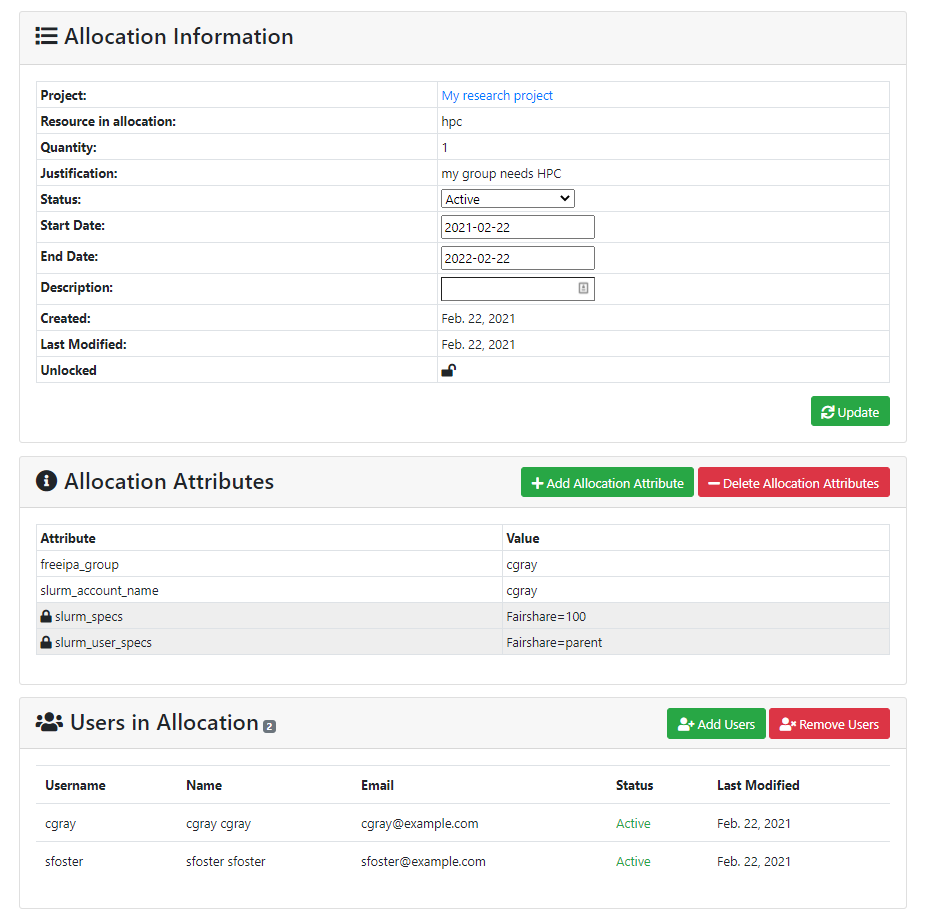 Allocation Information
Project: My research project
Resource in allocation: hpc
Quantity: 1
Justification: my group needs HPC
Status: Active
Start Date: 2021-02-22
End Date: 2022-02-22
Description:
Created: Feb. 22, 2021
Last Modified: Feb. 22, 2021
Unlocked
Update
Allocation Attributes Add Allocation Attribute Delete Allocation Attributes
Attribute Value
freeipa_group cgray
slurm_account_name cgray
slurm_specs Fairshare=100
slurm_user_specs Fairshare=parent
Users in Allocation 2 Add Users Remove Users
Username Name Email Status Last Modified
cgray cgray cgray cgray@example.com Active Feb. 22, 2021
sfoster sfoster sfoster sfoster@example.com Active Feb. 22, 2021